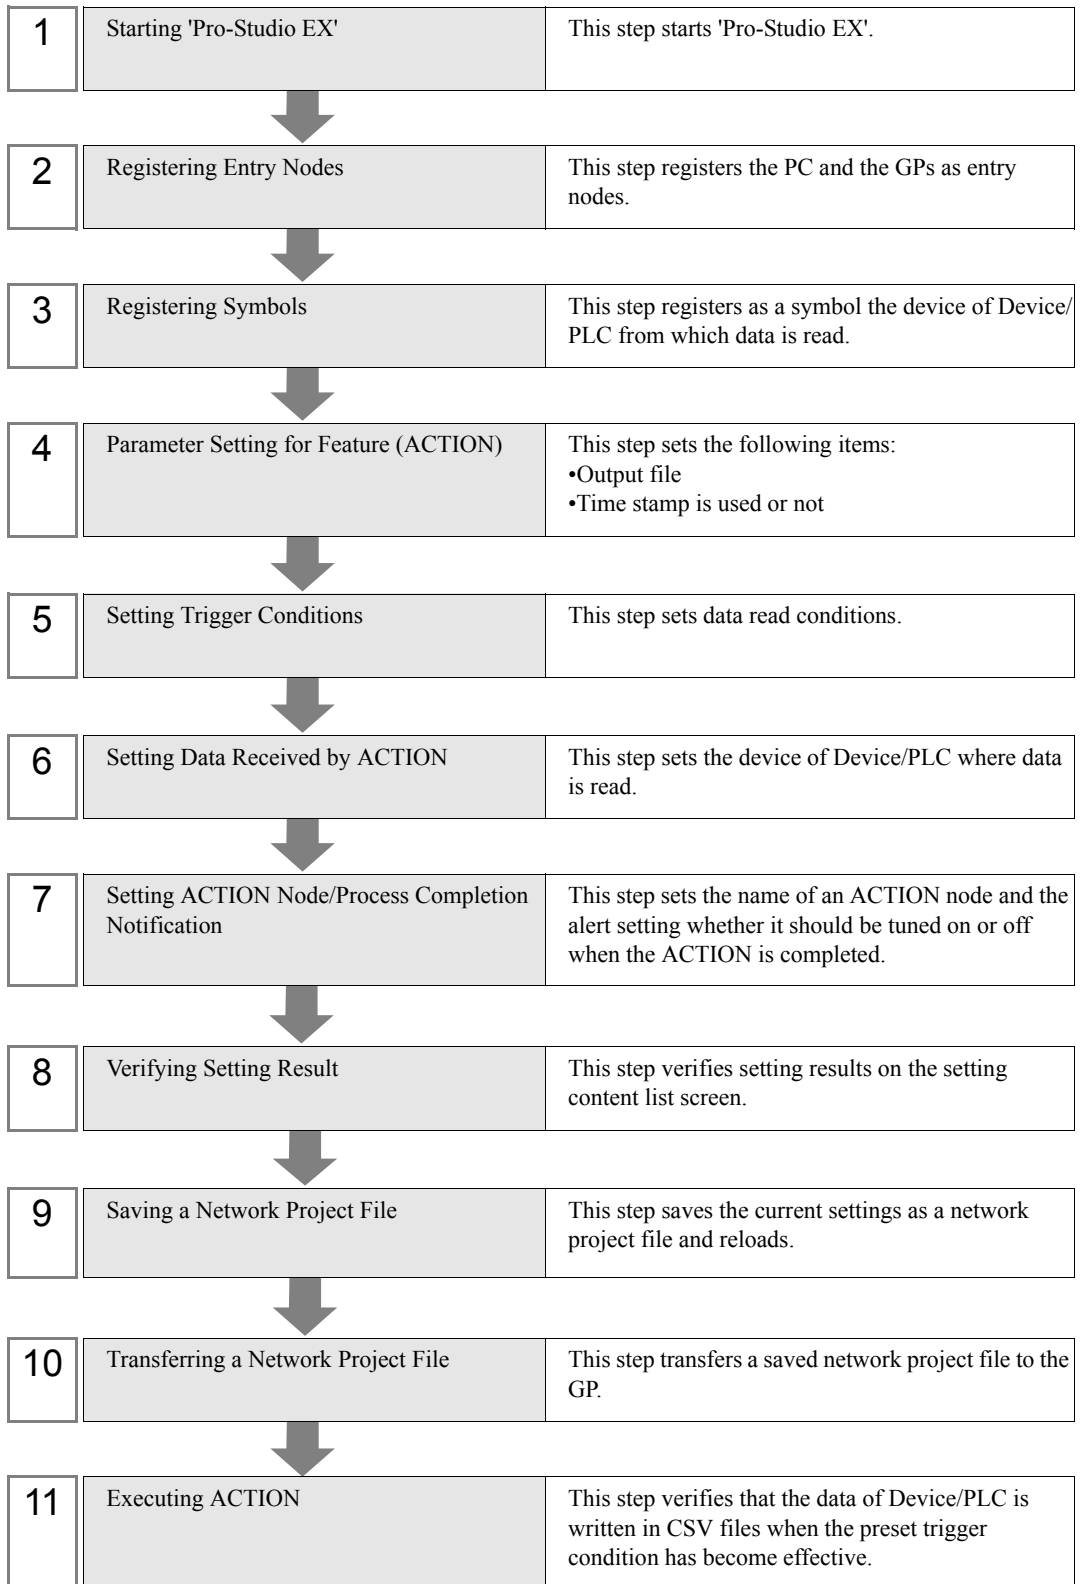 1
Starting 'Pro-Studio EX'
This step starts 'Pro-Studio EX'.
2
Registering Entry Nodes
This step registers the PC and the GPs as entry
nodes.
3
Registering Symbols
This step registers as a symbol the device of Device/
PLC from which data is read.
4
Parameter Setting for Feature (ACTION)
This step sets the following items:
•Output file
•Time stamp is used or not
5
Setting Trigger Conditions
This step sets data read conditions.
6
Setting Data Received by ACTION
This step sets the device of Device/PLC where data
is read.
7
Setting ACTION Node/Process Completion
Notification
This step sets the name of an ACTION node and the
alert setting whether it should be tuned on or off
when the ACTION is completed.
8
Verifying Setting Result
This step verifies setting results on the setting
content list screen.
9
Saving a Network Project File
This step saves the current settings as a network
project file and reloads.
10
Transferring a Network Project File
This step transfers a saved network project file to the
GP.
11
Executing ACTION
This step verifies that the data of Device/PLC is
written in CSV files when the preset trigger
condition has become effective.